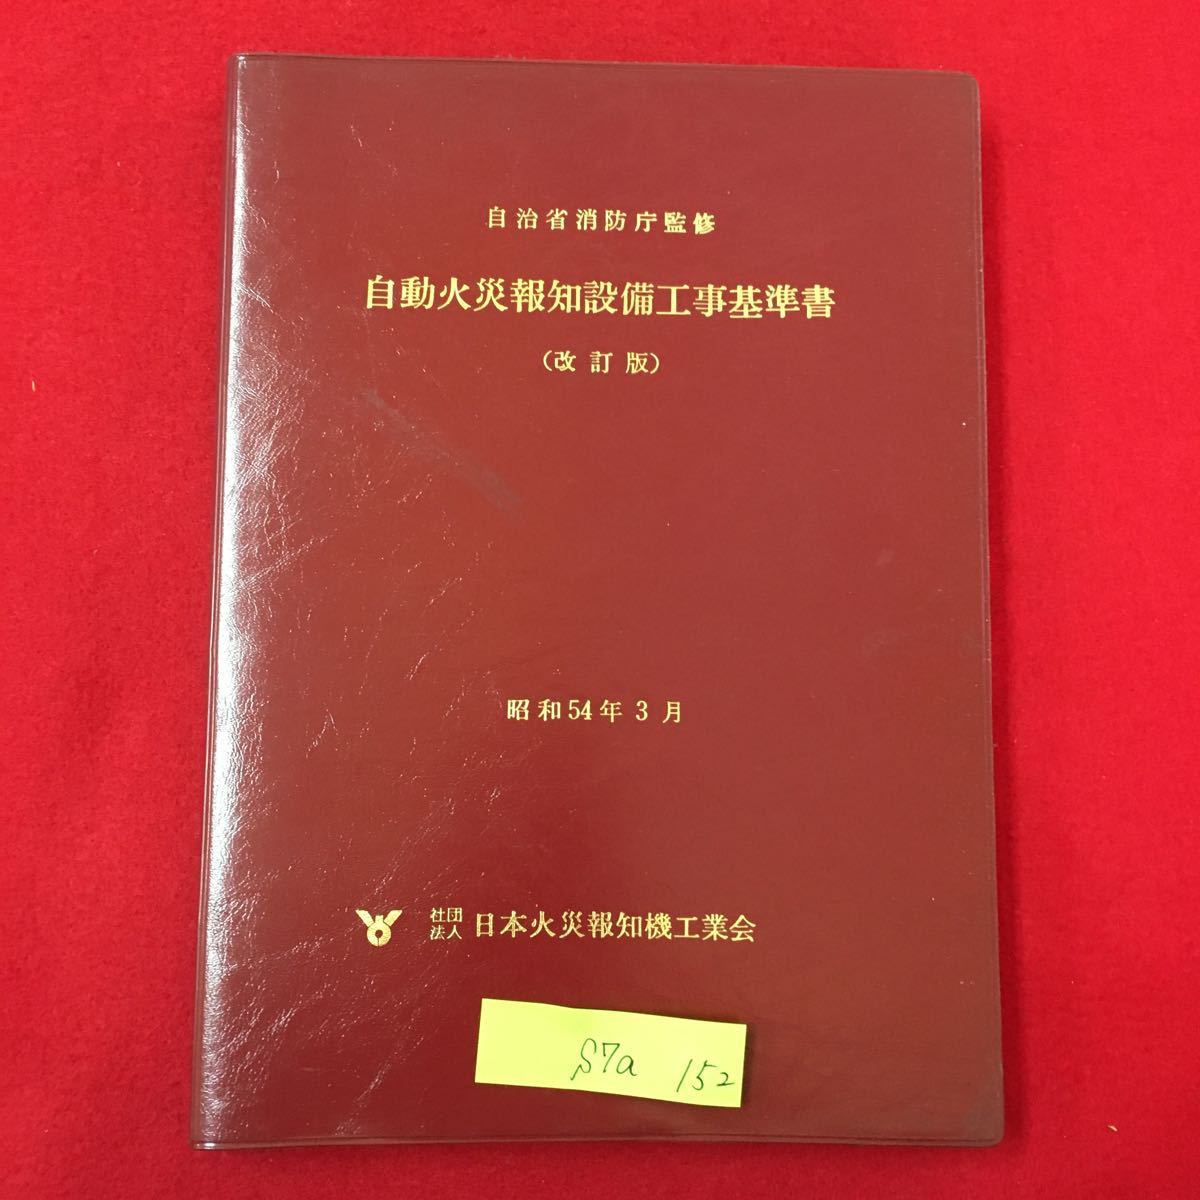 自治省消防庁監修
自動火災報知設備工事基準書
（改訂版）
昭和54年3月
社団法人 日本火災報知機工業会
S7a 152